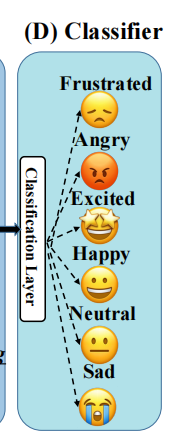 (D) Classifier
Frustrated
Angry
Excited
Happy
Neutral
Sad
Classification Layer